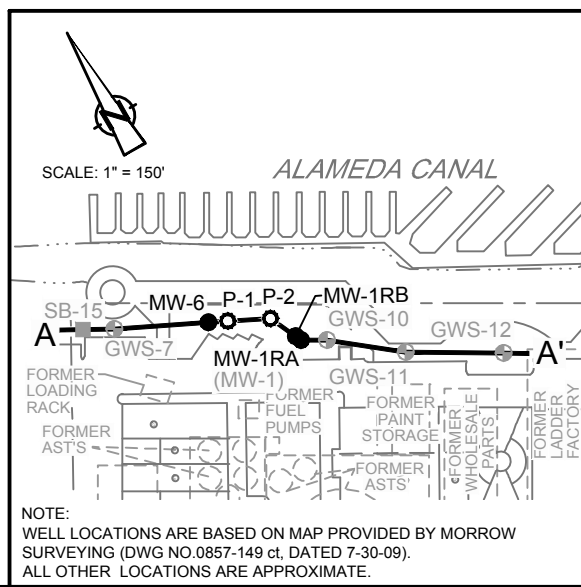 N
SCALE: 1" = 150'
ALAMEDA CANAL
SB-15
MW-6
P-1
P-2
MW-1RB
GWS-10
GWS-12
A
A'
GWS-7
MW-1RA
(MW-1)
GWS-11
FORMER
LOADING
RACK
FORMER
FUEL
PUMPS
FORMER
PAINT
STORAGE
FORMER
WHOLESALE
PARTS
FORMER
LADDER
FACTORY
FORMER
AST'S
FORMER
ASTS'
NOTE:
WELL LOCATIONS ARE BASED ON MAP PROVIDED BY MORROW
SURVEYING (DWG NO.0857-149 ct, DATED 7-30-09).
ALL OTHER LOCATIONS ARE APPROXIMATE.